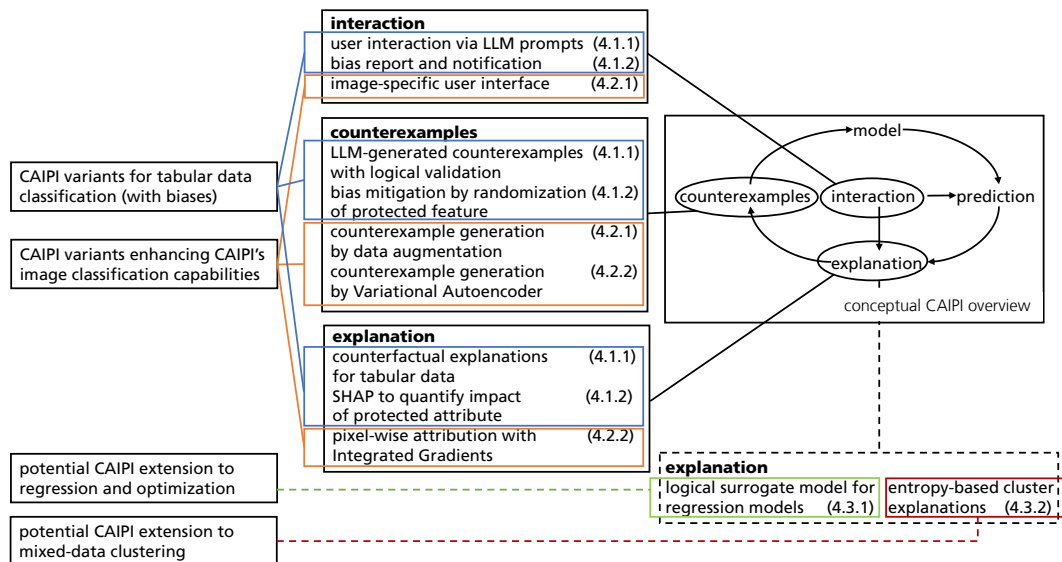 interaction
user interaction via LLM prompts (4.1.1)
bias report and notification (4.1.2)
image-specific user interface (4.2.1)
counterexamples
LLM-generated counterexamples (4.1.1)
with logical validation
bias mitigation by randomization (4.1.2)
of protected feature
counterexample generation (4.2.1)
by data augmentation
counterexample generation (4.2.2)
by Variational Autoencoder
explanation
counterfactual explanations (4.1.1)
for tabular data
SHAP to quantify impact (4.1.2)
of protected attribute
pixel-wise attribution with (4.2.2)
Integrated Gradients
CAIPI variants for tabular data
classification (with biases)
CAIPI variants enhancing CAIPI's
image classification capabilities
potential CAIPI extension to
regression and optimization
potential CAIPI extension to
mixed-data clustering
model
counterexamples
interaction
prediction
explanation
conceptual CAIPI overview
explanation
logical surrogate model for
regression models (4.3.1)
entropy-based cluster
explanations (4.3.2)